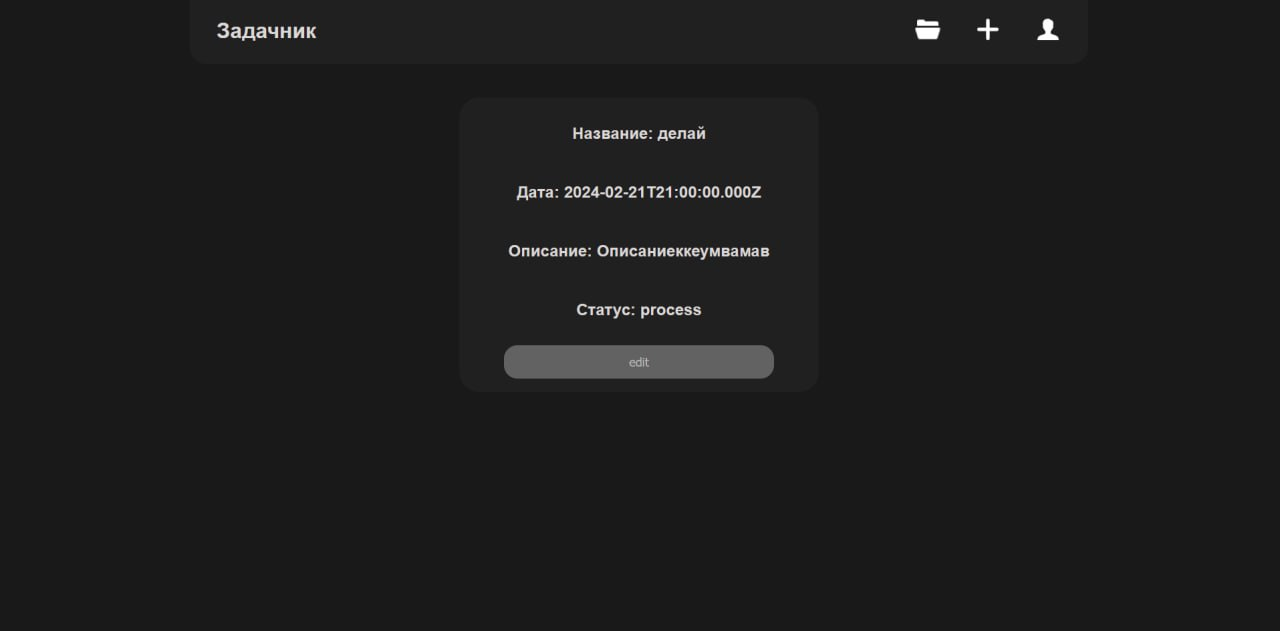 Задачник
Название: делай
Дата: 2024-02-21T21:00:00.000Z
Описание: Описаниеккеумвамав
Статус: process
edit